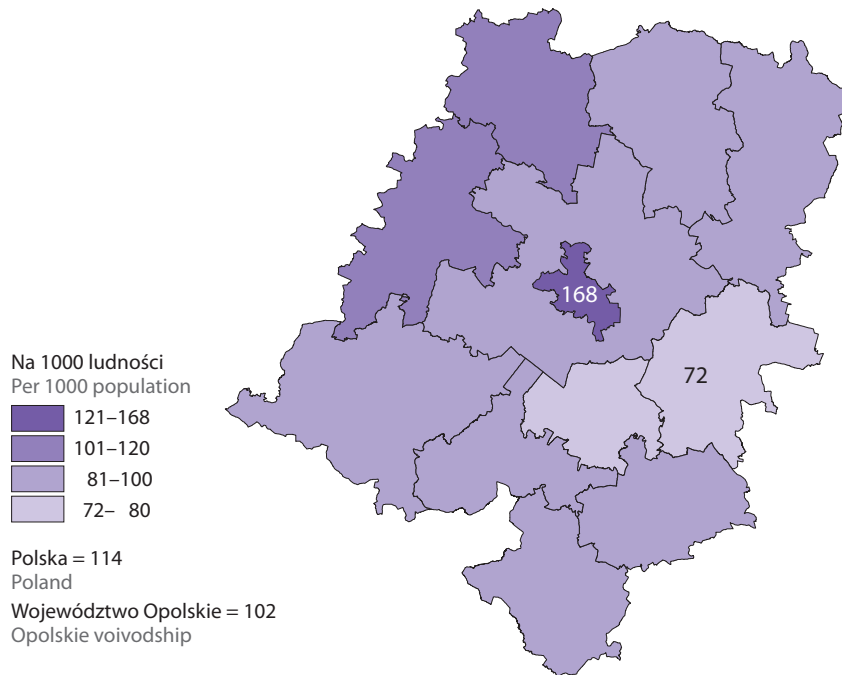 168
72
Na 1000 ludności
Per 1000 population
121–168
101–120
81–100
72– 80
Polska = 114
Poland
Województwo Opolskie = 102
Opolskie voivodship